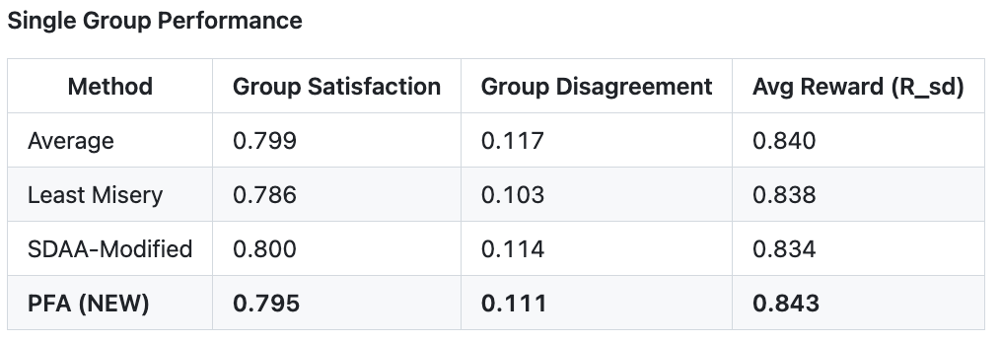 Single Group Performance
Method Group Satisfaction Group Disagreement Avg Reward (R_sd)
Average 0.799 0.117 0.840
Least Misery 0.786 0.103 0.838
SDAA-Modified 0.800 0.114 0.834
PFA (NEW) 0.795 0.111 0.843